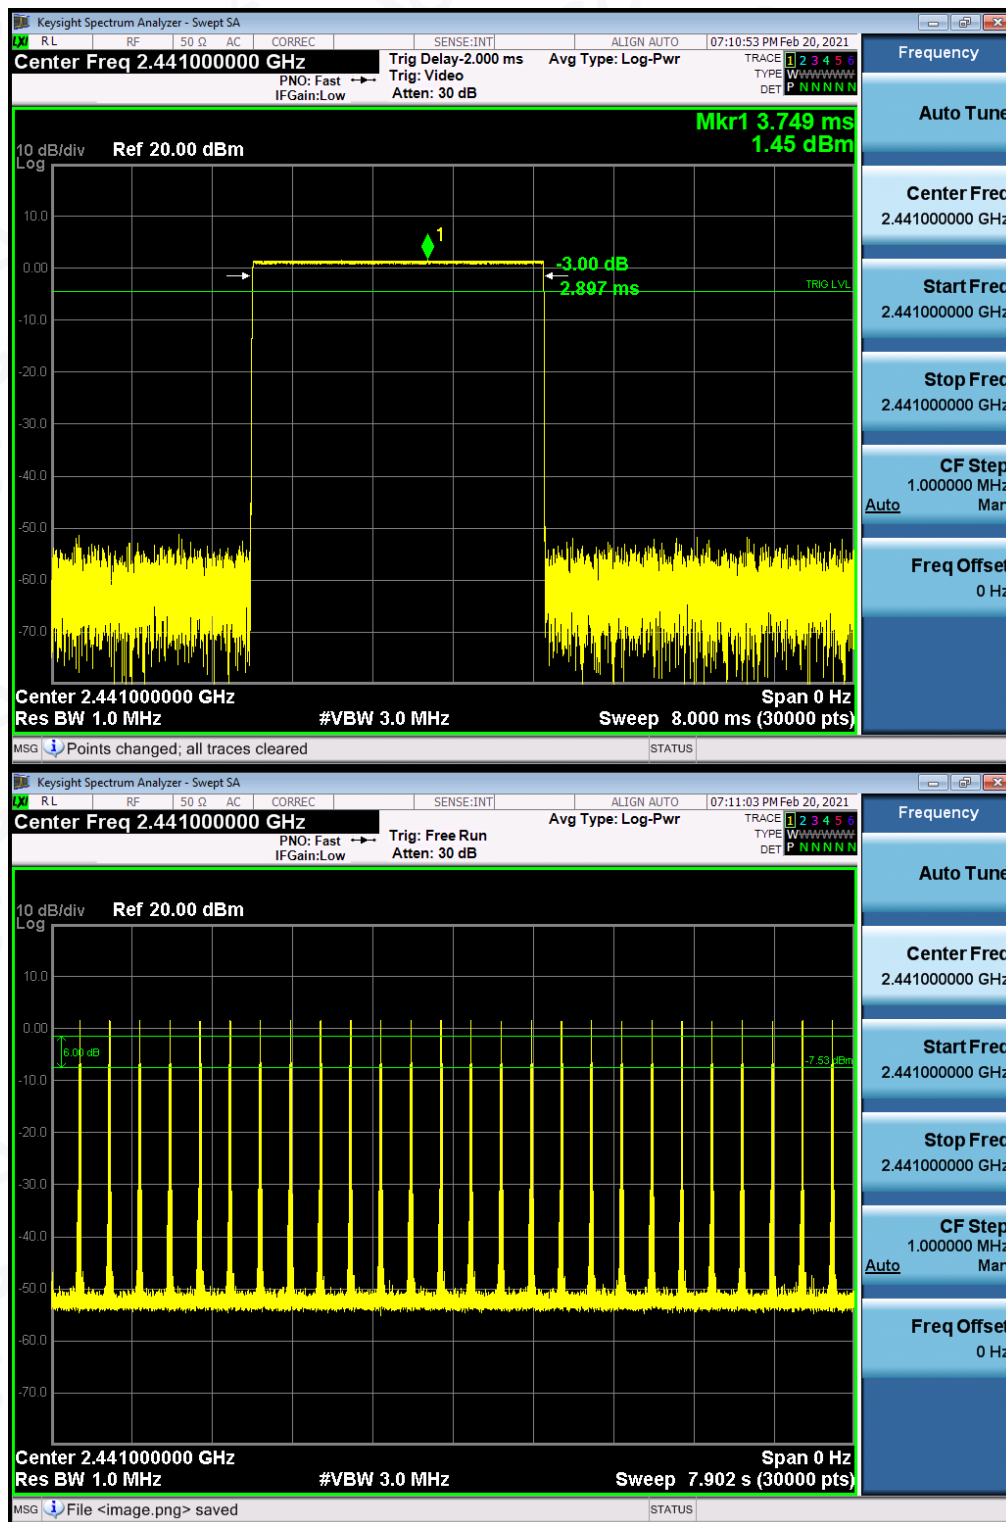 Keysight Spectrum Analyzer - Swept SA
LXI RL RF 50 Ω AC CORREC SENSE:INT ALIGN AUTO 07:10:53 PM Feb 20, 2021
Center Freq 2.441000000 GHz
PNO: Fast
IFGain:Low
Trig Delay-2.000 ms
Trig: Video
Atten: 30 dB
Avg Type: Log-Pwr
TRACE 1 2 3 4 5 6
TYPE WWWWWW
DET P N N N N N
Mkr1 3.749 ms
1.45 dBm
10 dB/div Ref 20.00 dBm
Log
10.0
1
0.00
-3.00 dB
2.897 ms
TRIG LVL
-10.0
-20.0
-30.0
-40.0
-50.0
-60.0
-70.0
Center 2.441000000 GHz Span 0 Hz
Res BW 1.0 MHz #VBW 3.0 MHz Sweep 8.000 ms (30000 pts)
MSG Points changed; all traces cleared STATUS
Frequency
Auto Tune
Center Freq
2.441000000 GHz
Start Freq
2.441000000 GHz
Stop Freq
2.441000000 GHz
CF Step
1.000000 MHz
Auto Man
Freq Offset
0 Hz
Keysight Spectrum Analyzer - Swept SA
LXI RL RF 50 Ω AC CORREC SENSE:INT ALIGN AUTO 07:11:03 PM Feb 20, 2021
Center Freq 2.441000000 GHz
PNO: Fast
IFGain:Low
Trig: Free Run
Atten: 30 dB
Avg Type: Log-Pwr
TRACE 1 2 3 4 5 6
TYPE WWWWWW
DET P N N N N N
10 dB/div Ref 20.00 dBm
Log
10.0
0.00
6.00 dB
-7.53 dBm
-10.0
-20.0
-30.0
-40.0
-50.0
-60.0
-70.0
Center 2.441000000 GHz Span 0 Hz
Res BW 1.0 MHz #VBW 3.0 MHz Sweep 7.902 s (30000 pts)
MSG File <image.png> saved STATUS
Frequency
Auto Tune
Center Freq
2.441000000 GHz
Start Freq
2.441000000 GHz
Stop Freq
2.441000000 GHz
CF Step
1.000000 MHz
Auto Man
Freq Offset
0 Hz